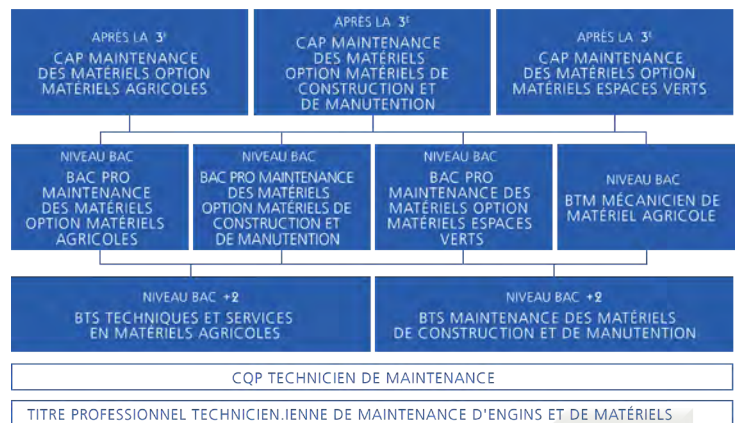 APRÈS LA 3ᴱ
CAP MAINTENANCE
DES MATÉRIELS OPTION
MATÉRIELS AGRICOLES
APRÈS LA 3ᴱ
CAP MAINTENANCE
DES MATÉRIELS
OPTION MATÉRIELS DE
CONSTRUCTION ET
DE MANUTENTION
APRÈS LA 3ᴱ
CAP MAINTENANCE
DES MATÉRIELS OPTION
MATÉRIELS ESPACES VERTS
NIVEAU BAC
BAC PRO
MAINTENANCE
DES MATÉRIELS
OPTION MATÉRIELS
AGRICOLES
NIVEAU BAC
BAC PRO MAINTENANCE
DES MATÉRIELS
OPTION MATÉRIELS DE
CONSTRUCTION ET
DE MANUTENTION
NIVEAU BAC
BAC PRO
MAINTENANCE DES
MATÉRIELS OPTION
MATÉRIELS ESPACES
VERTS
NIVEAU BAC
BTM MÉCANICIEN DE
MATÉRIEL AGRICOLE
NIVEAU BAC +2
BTS TECHNIQUES ET SERVICES
EN MATÉRIELS AGRICOLES
NIVEAU BAC +2
BTS MAINTENANCE DES MATÉRIELS
DE CONSTRUCTION ET DE MANUTENTION
CQP TECHNICIEN DE MAINTENANCE
TITRE PROFESSIONNEL TECHNICIEN.IENNE DE MAINTENANCE D'ENGINS ET DE MATÉRIELS